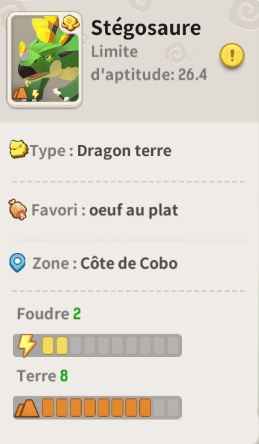 Stégosaure
Limite
d'aptitude: 26.4
Type : Dragon terre
Favori : oeuf au plat
Zone : Côte de Cobo
Foudre 2
Terre 8